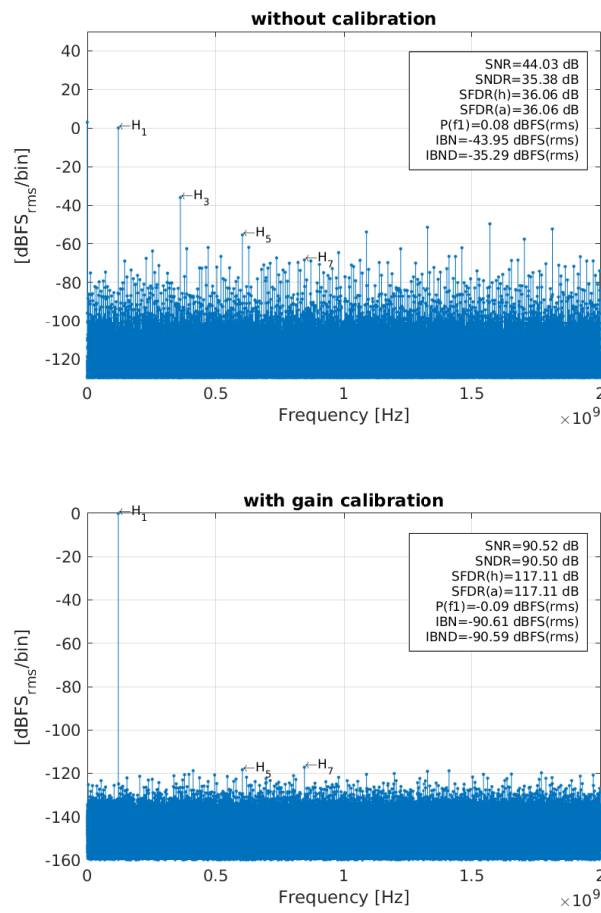 without calibration
SNR=44.03 dB
SNDR=35.38 dB
SFDR(h)=36.06 dB
SFDR(a)=36.06 dB
P(f1)=0.08 dBFS(rms)
IBN=-43.95 dBFS(rms)
IBND=-35.29 dBFS(rms)
40
20
0
-20
-40
-60
-80
-100
-120
[dBFSrms/bin]
H1
H3
H5
H7
0
0.5
1
1.5
2
Frequency [Hz]
×10^9
with gain calibration
SNR=90.52 dB
SNDR=90.50 dB
SFDR(h)=117.11 dB
SFDR(a)=117.11 dB
P(f1)=-0.09 dBFS(rms)
IBN=-90.61 dBFS(rms)
IBND=-90.59 dBFS(rms)
0
-20
-40
-60
-80
-100
-120
-140
-160
[dBFSrms/bin]
H1
H5
H7
0
0.5
1
1.5
2
Frequency [Hz]
×10^9